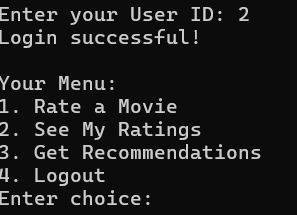 Enter your User ID: 2
Login successful!
Your Menu:
1. Rate a Movie
2. See My Ratings
3. Get Recommendations
4. Logout
Enter choice: